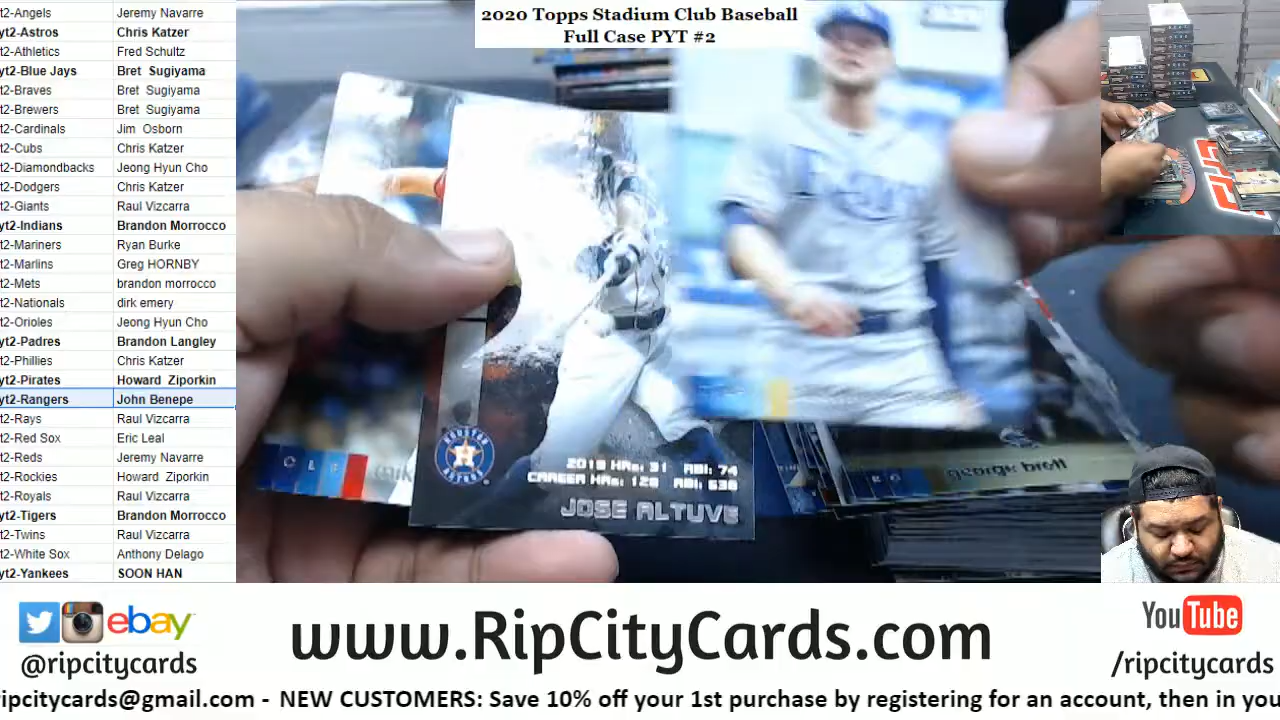 2020 Topps Stadium Club Baseball
Full Case PYT #2
t2-Angels Jeremy Navarre
yt2-Astros Chris Katzer
t2-Athletics Fred Schultz
yt2-Blue Jays Bret Sugiyama
t2-Braves Bret Sugiyama
t2-Brewers Bret Sugiyama
t2-Cardinals Jim Osborn
t2-Cubs Chris Katzer
t2-Diamondbacks Jeong Hyun Cho
t2-Dodgers Chris Katzer
t2-Giants Raul Vizcarra
yt2-Indians Brandon Morrocco
t2-Mariners Ryan Burke
t2-Marlins Greg HORNBY
t2-Mets brandon morrocco
t2-Nationals dirk emery
t2-Orioles Jeong Hyun Cho
yt2-Padres Brandon Langley
t2-Phillies Chris Katzer
yt2-Pirates Howard Ziporkin
yt2-Rangers John Benepe
t2-Rays Raul Vizcarra
t2-Red Sox Eric Leal
t2-Reds Jeremy Navarre
t2-Rockies Howard Ziporkin
t2-Royals Raul Vizcarra
yt2-Tigers Brandon Morrocco
t2-Twins Raul Vizcarra
t2-White Sox Anthony Delago
yt2-Yankees SOON HAN
CLE
HOUSTON
ASTROS
2019 HRs: 31 RBI: 74
CAREER HRs: 128 RBI: 538
JOSE ALTUVE
george brett
ebay
@ripcitycards
www.RipCityCards.com
YouTube
/ripcitycards
ripcitycards@gmail.com - NEW CUSTOMERS: Save 10% off your 1st purchase by registering for an account, then in you